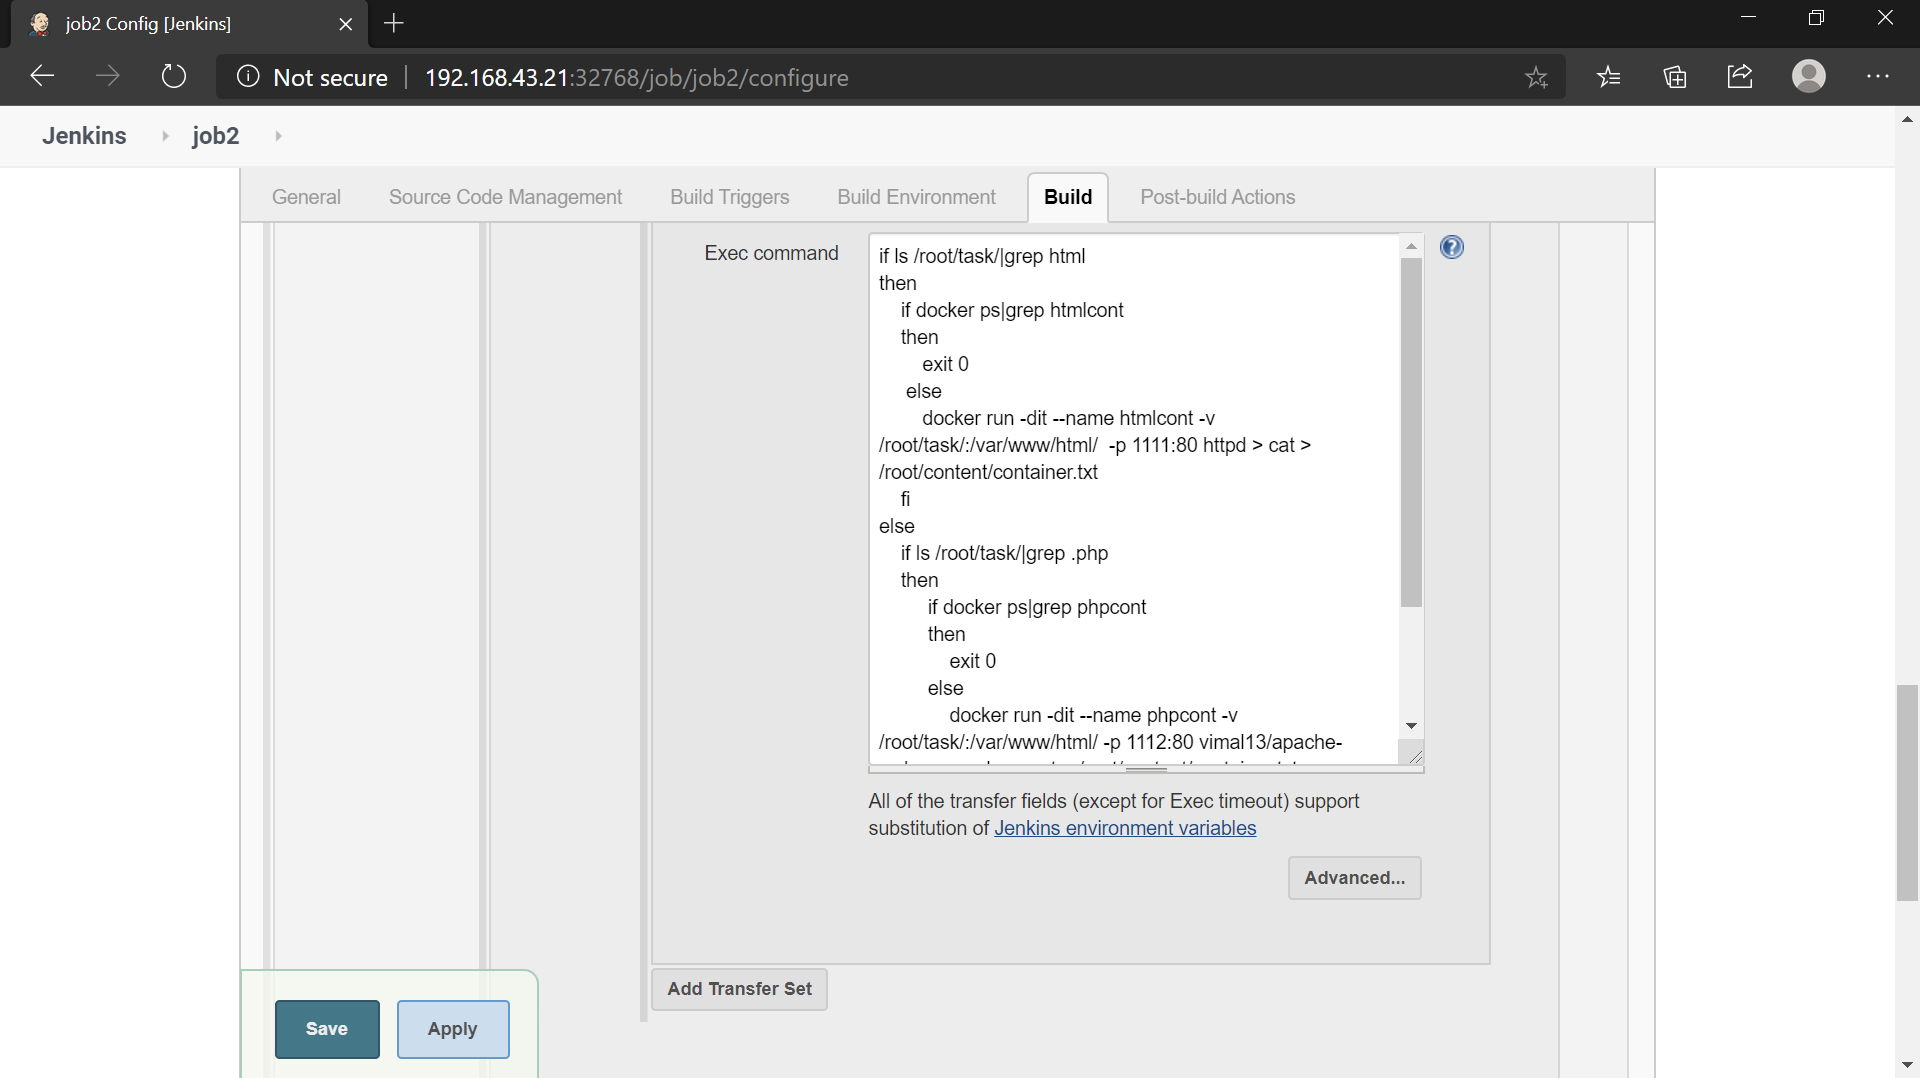 job2 Config [Jenkins]
Not secure
192.168.43.21:32768/job/job2/configure
Jenkins
job2
General
Source Code Management
Build Triggers
Build Environment
Build
Post-build Actions
Exec command
if ls /root/task/|grep html
then
if docker ps|grep htmlcont
then
exit 0
else
docker run -dit --name htmlcont -v
/root/task/:/var/www/html/  -p 1111:80 httpd > cat >
/root/content/container.txt
fi
else
if ls /root/task/|grep .php
then
if docker ps|grep phpcont
then
exit 0
else
docker run -dit --name phpcont -v
/root/task/:/var/www/html/ -p 1112:80 vimal13/apache-
All of the transfer fields (except for Exec timeout) support
substitution of Jenkins environment variables
Advanced...
Add Transfer Set
Save
Apply